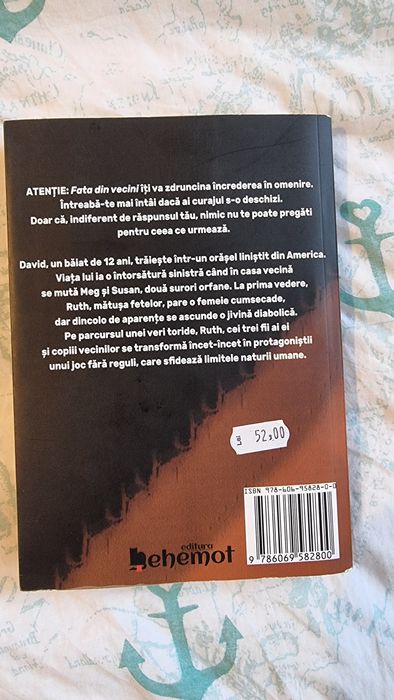 ATENȚIE: Fata din vecini îți va zdruncina încrederea în omenire.
Întreabă-te mai întâi dacă ai curajul s-o deschizi.
Doar că, indiferent de răspunsul tău, nimic nu te poate pregăti
pentru ceea ce urmează.
David, un băiat de 12 ani, trăiește într-un orășel liniștit din America.
Viața lui ia o întorsătură sinistră când în casa vecină
se mută Meg și Susan, două surori orfane. La prima vedere,
Ruth, mătușa fetelor, pare o femeie cumsecade,
dar dincolo de aparențe se ascunde o jivină diabolică.
Pe parcursul unei veri toride, Ruth, cei trei fii ai ei
și copiii vecinilor se transformă încet-încet în protagoniștii
unui joc fără reguli, care sfidează limitele naturii umane.
Lei 52,00
ISBN 978-606-95828-0-0
9 786069 582800
editura
behemot